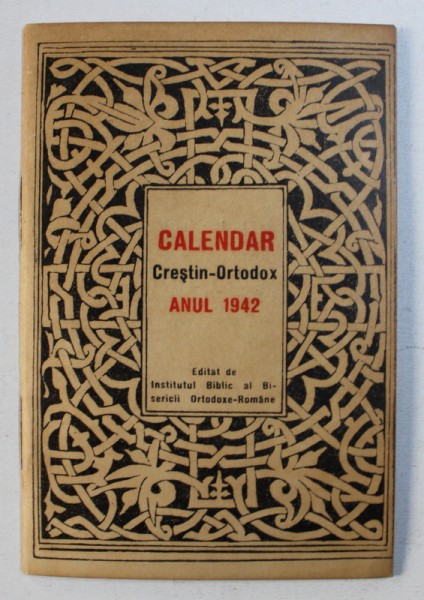 CALENDAR
Creştin-Ortodox
ANUL 1942
Editat de
Institutul Biblic al Bi-
sericii Ortodoxe-Române